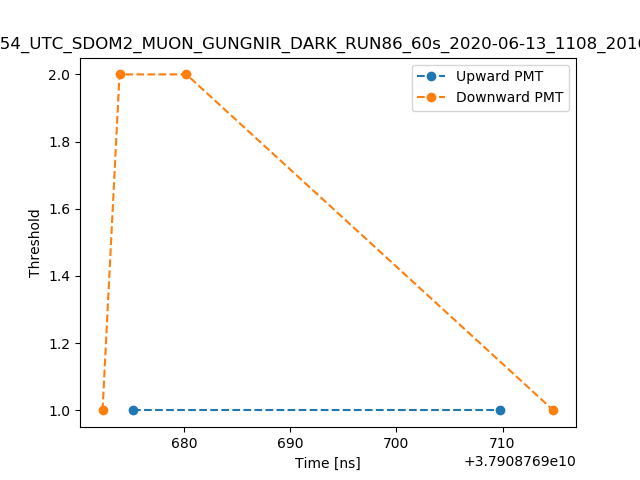 54_UTC_SDOM2_MUON_GUNGNIR_DARK_RUN86_60s_2020-06-13_1108_2016
Upward PMT
Downward PMT
2.0
1.8
1.6
1.4
1.2
1.0
Threshold
680
690
700
710
Time [ns]
+3.7908769e10